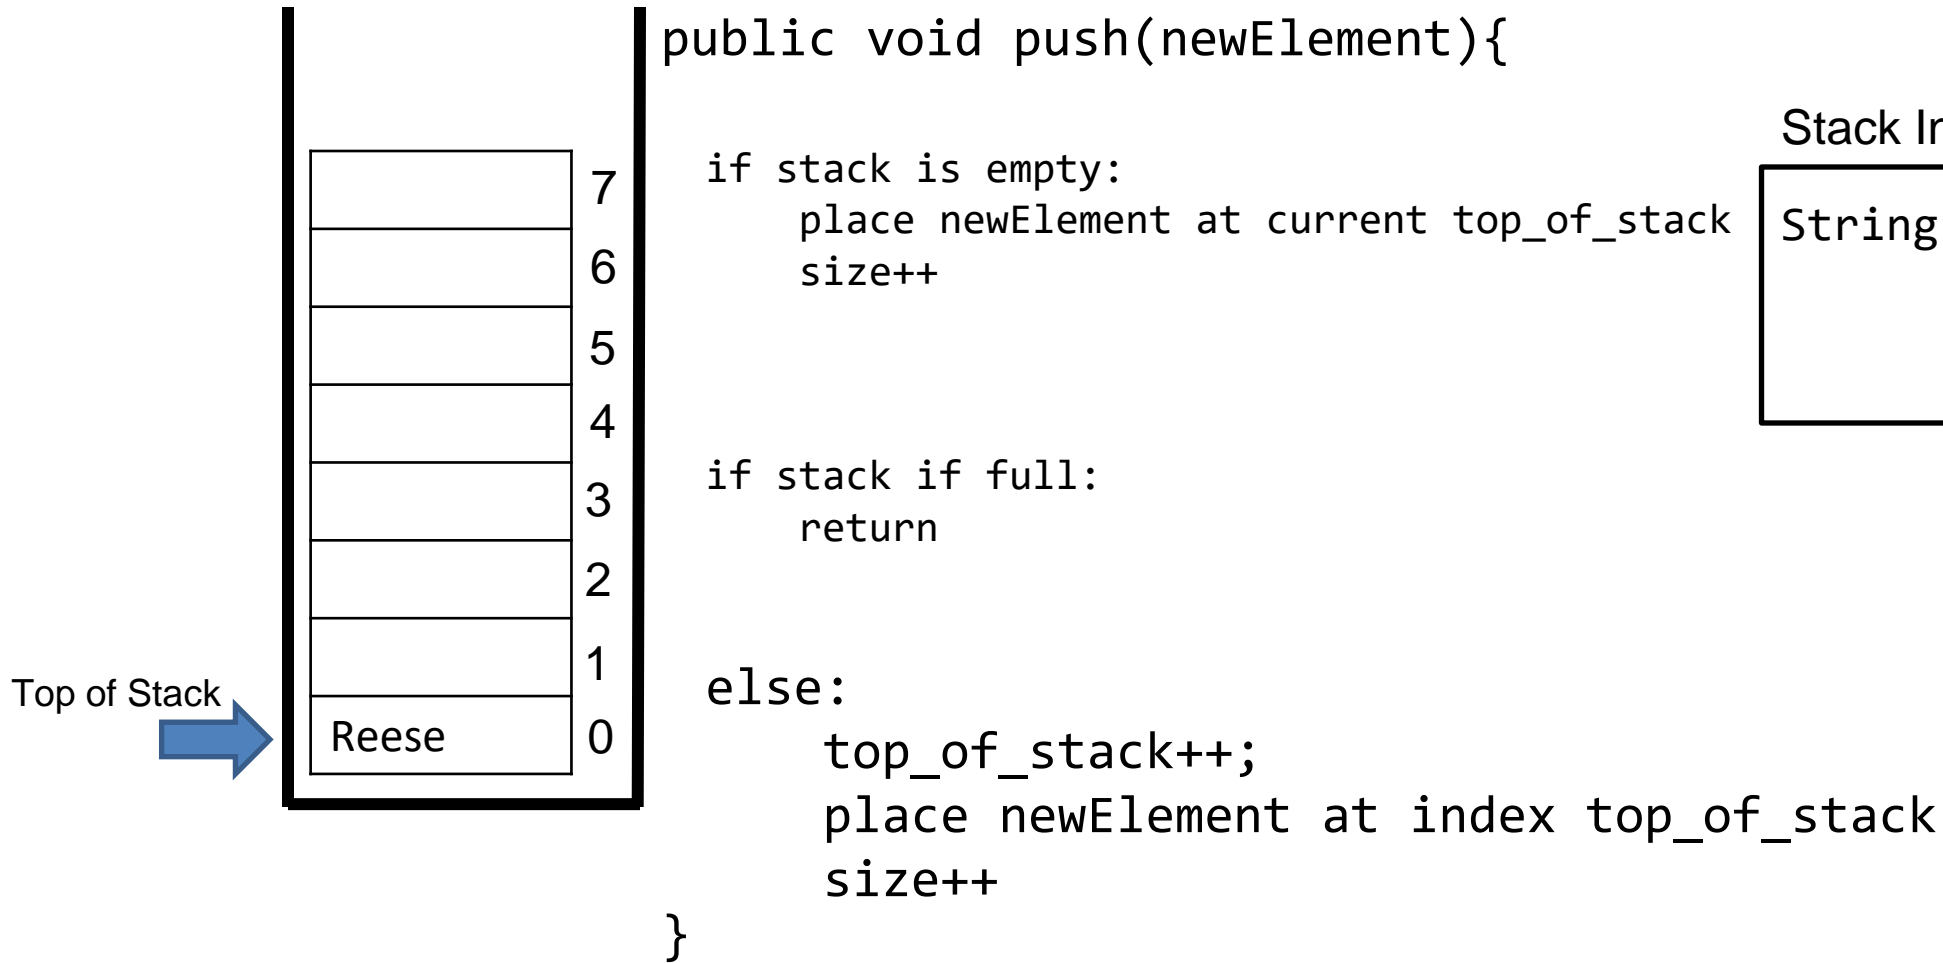 public void push(newElement){
if stack is empty:
place newElement at current top_of_stack
size++
if stack if full:
return
else:
top_of_stack++;
place newElement at index top_of_stack
size++
}
7
6
5
4
3
2
1
Top of Stack
Reese 0
Stack
String